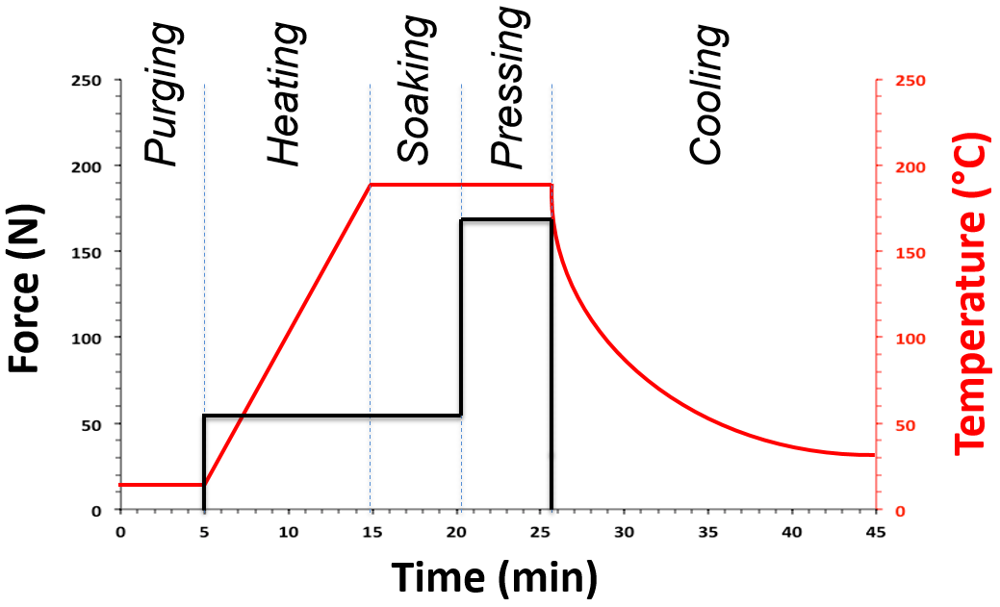 Purging
Heating
Soaking
Pressing
Cooling
Force (N)
250
200
150
100
50
0
250
200
150
100
50
0
Temperature (°C)
0 5 10 15 20 25 30 35 40 45
Time (min)